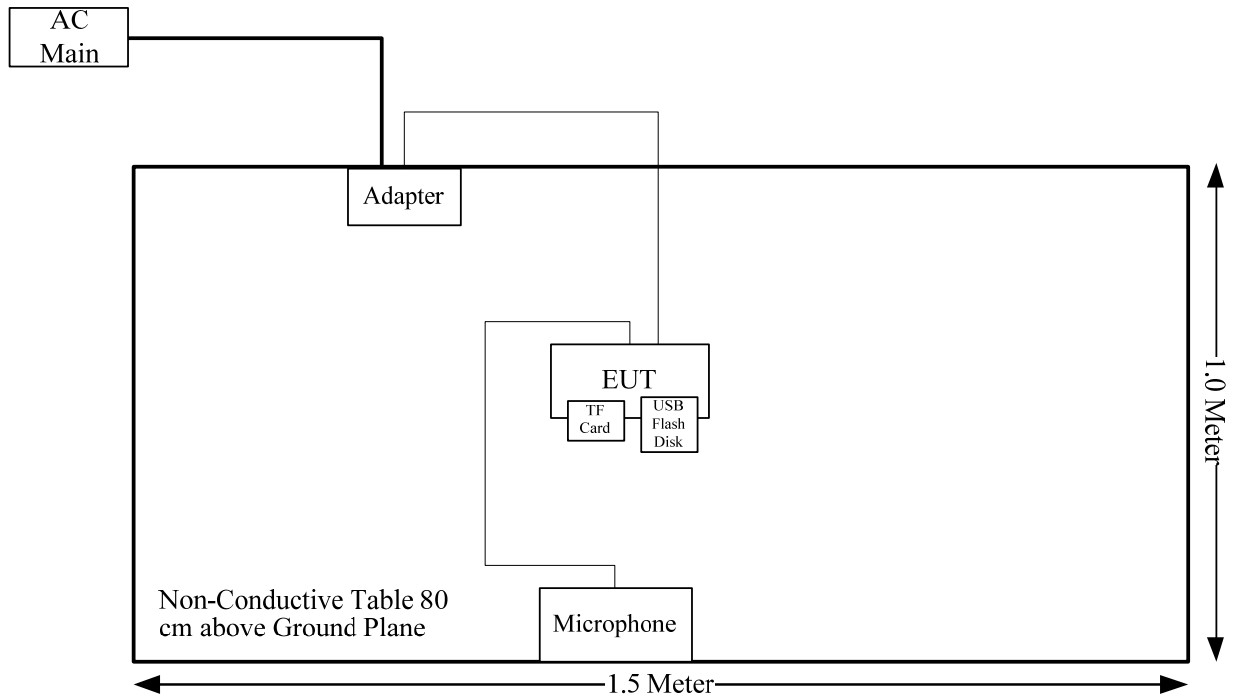 AC
Main
Adapter
EUT
TF
Card
USB
Flash
Disk
1.0 Meter
Non-Conductive Table 80
cm above Ground Plane
Microphone
1.5 Meter